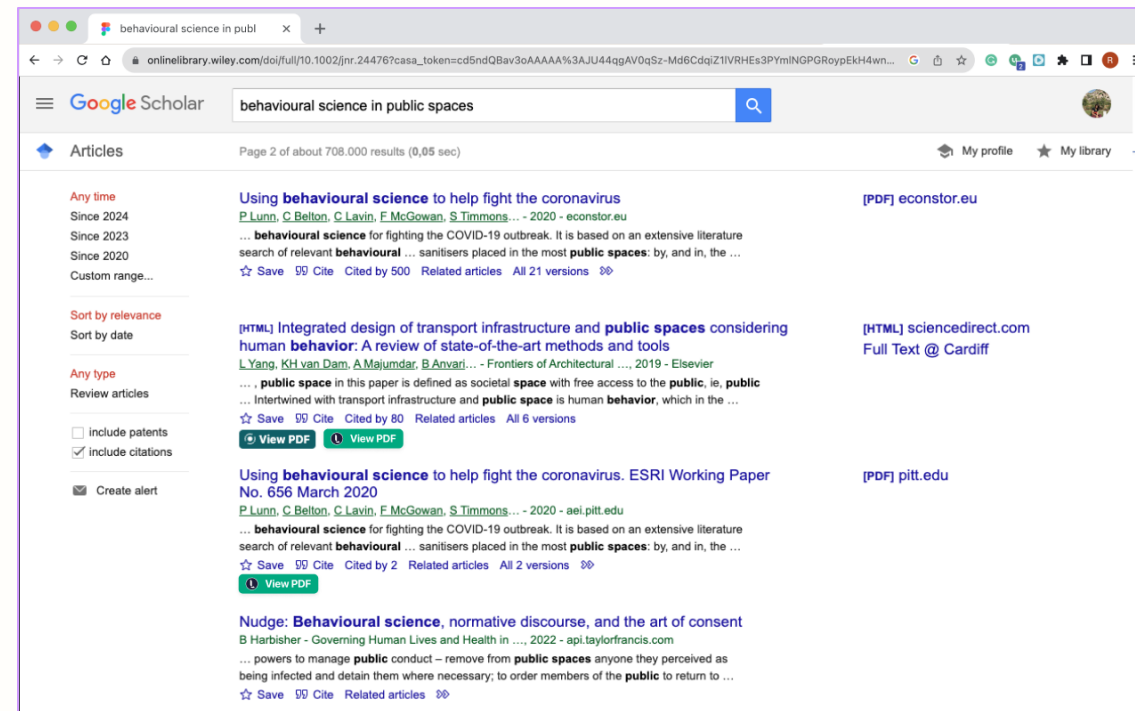 behavioural science in publ
onlinelibrary.wiley.com/doi/full/10.1002/jnr.24476?casa_token=cd5ndQBav3oAAAAA%3AJU44qgAV0qSz-Md6CdqiZ1lVRHEs3PYmlNGPGRoypEkH4wn...
Google Scholar
behavioural science in public spaces
Articles
Page 2 of about 708.000 results (0,05 sec)
My profile
My library
Any time
Since 2024
Since 2023
Since 2020
Custom range...
Sort by relevance
Sort by date
Any type
Review articles
include patents
include citations
Create alert
Using behavioural science to help fight the coronavirus
P Lunn, C Belton, C Lavin, F McGowan, S Timmons... - 2020 - econstor.eu
... behavioural science for fighting the COVID-19 outbreak. It is based on an extensive literature
search of relevant behavioural ... sanitisers placed in the most public spaces: by, and in, the ...
Save Cite Cited by 500 Related articles All 21 versions
[PDF] econstor.eu
[HTML] Integrated design of transport infrastructure and public spaces considering
human behavior: A review of state-of-the-art methods and tools
L Yang, KH van Dam, A Majumdar, B Anvari... - Frontiers of Architectural ..., 2019 - Elsevier
... , public space in this paper is defined as societal space with free access to the public, ie, public
... Intertwined with transport infrastructure and public space is human behavior, which in the ...
Save Cite Cited by 80 Related articles All 6 versions
View PDF View PDF
[HTML] sciencedirect.com
Full Text @ Cardiff
Using behavioural science to help fight the coronavirus. ESRI Working Paper
No. 656 March 2020
P Lunn, C Belton, C Lavin, F McGowan, S Timmons... - 2020 - aei.pitt.edu
... behavioural science for fighting the COVID-19 outbreak. It is based on an extensive literature
search of relevant behavioural ... sanitisers placed in the most public spaces: by, and in, the ...
Save Cite Cited by 2 Related articles All 2 versions
View PDF
[PDF] pitt.edu
Nudge: Behavioural science, normative discourse, and the art of consent
B Harbisher - Governing Human Lives and Health in ..., 2022 - api.taylorfrancis.com
... powers to manage public conduct – remove from public spaces anyone they perceived as
being infected and detain them where necessary; to order members of the public to return to ...
Save Cite Related articles